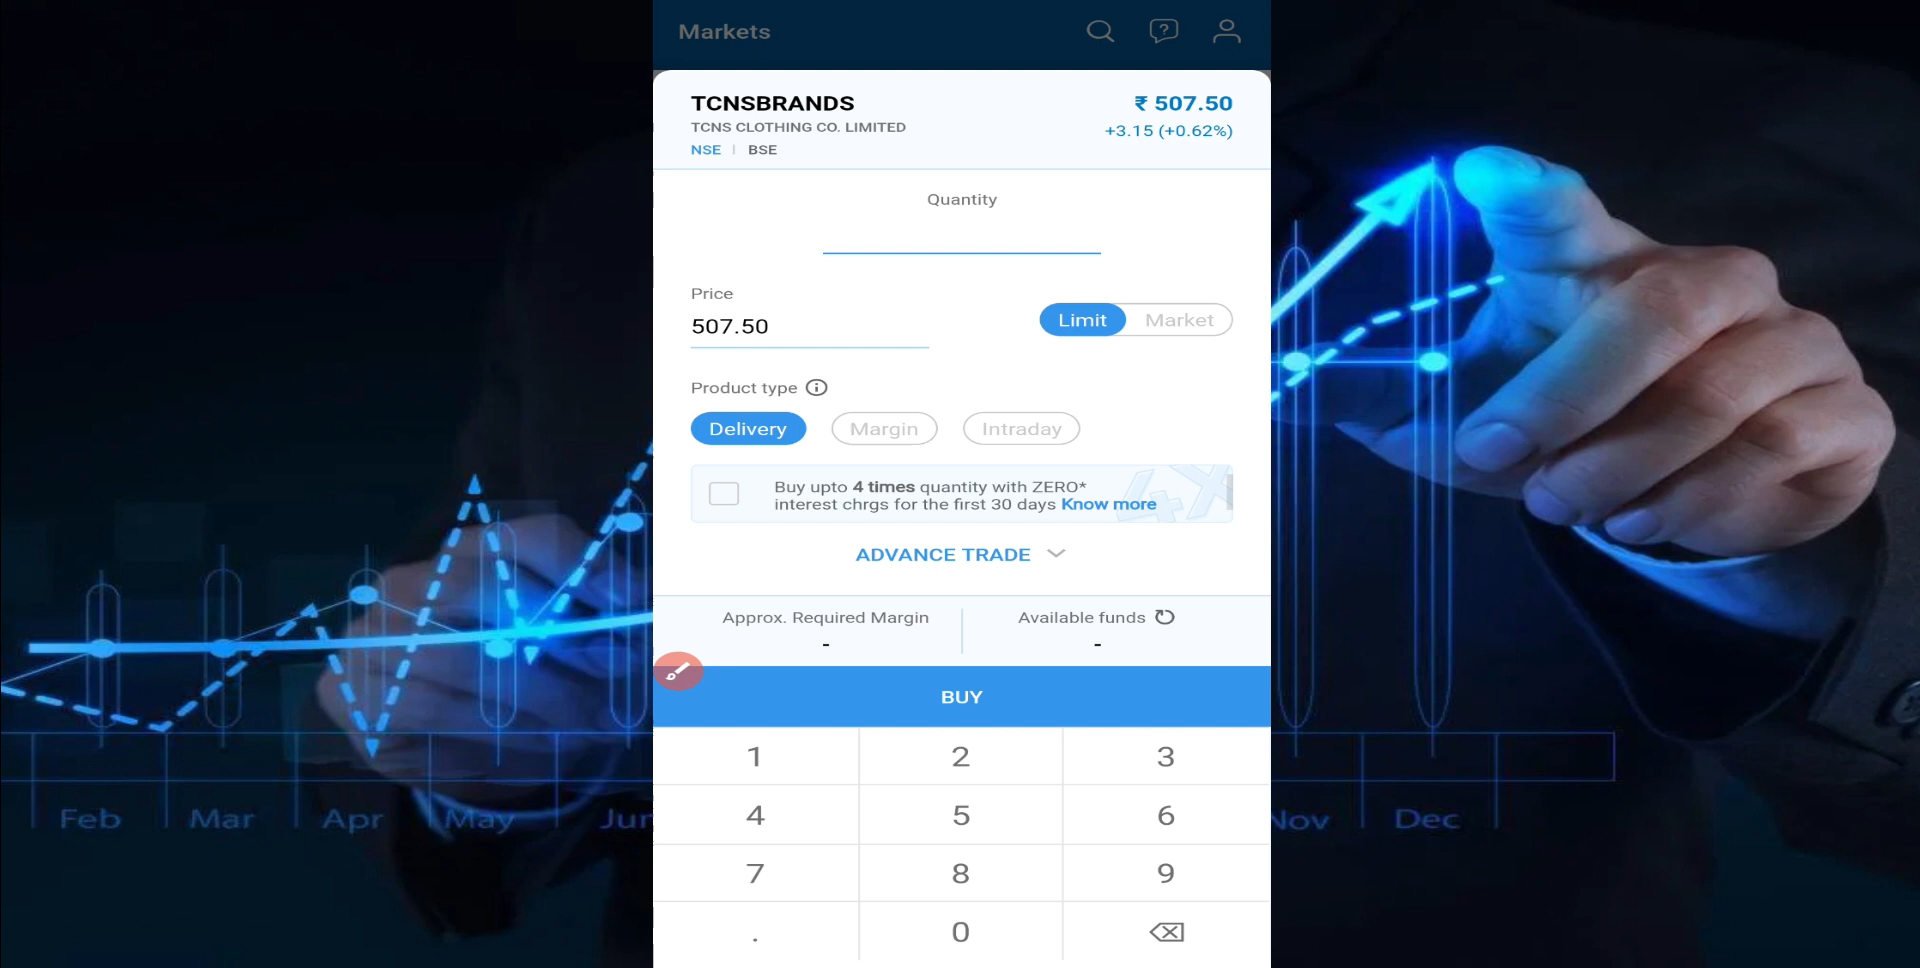 Markets
TCNSBRANDS
₹ 507.50
TCNS CLOTHING CO. LIMITED
+3.15 (+0.62%)
NSE | BSE
Quantity
Price
507.50
Limit Market
Product type
Delivery Margin Intraday
Buy upto 4 times quantity with ZERO*
interest chrgs for the first 30 days Know more
ADVANCE TRADE
Approx. Required Margin
-
Available funds
-
BUY
1 2 3
4 5 6
7 8 9
. 0
Feb Mar Apr May Jun Nov Dec